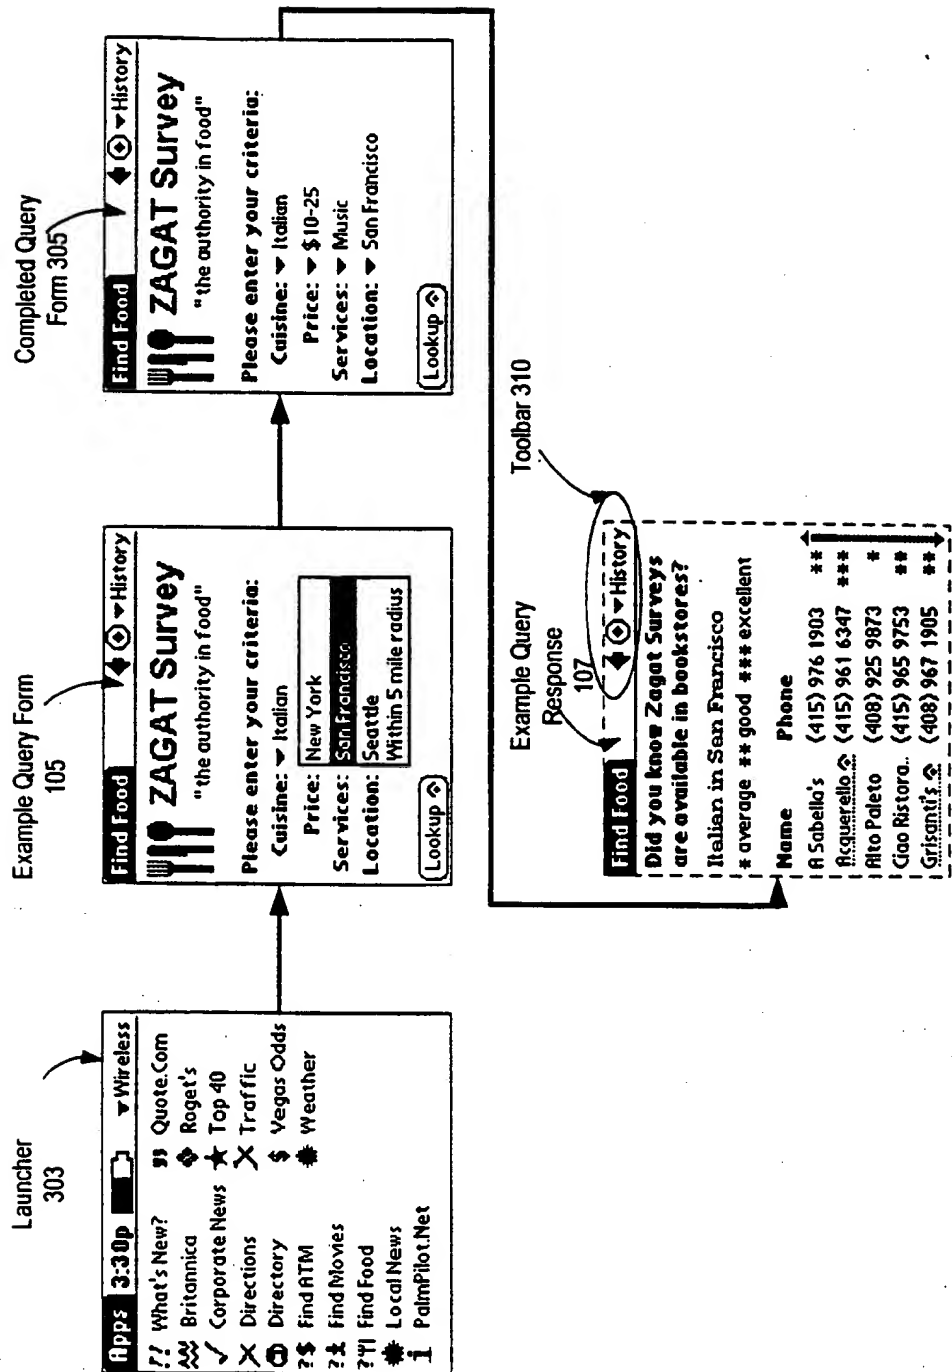 Launcher
303
Apps 3:30p Wireless
?? What's New?
Britannica
Corporate News
Directions
Directory
?$ Find ATM
Find Movies
Find Food
Local News
i PalmPilot.Net
Quote.Com
Roget's
Top 40
Traffic
$ Vegas Odds
Weather
Example Query Form
105
Find Food History
ZAGAT Survey
"the authority in food"
Please enter your criteria:
Cuisine: Italian
Price:
Services:
Location:
New York
San Francisco
Seattle
Within 5 mile radius
Lookup
Completed Query
Form 305
Find Food History
ZAGAT Survey
"the authority in food"
Please enter your criteria:
Cuisine: Italian
Price: $10-25
Services: Music
Location: San Francisco
Lookup
Example Query
Response
107
Toolbar 310
Find Food History
Did you know Zagat Surveys
are available in bookstores?
Italian in San Francisco
* average ** good *** excellent
Name Phone
A Sabella's (415) 976 1903 **
Acquerello (415) 961 6347 ***
Alto Paleto (408) 925 9873 *
Ciao Ristora.. (415) 965 9753 **
Grisanti's (408) 967 1905 **